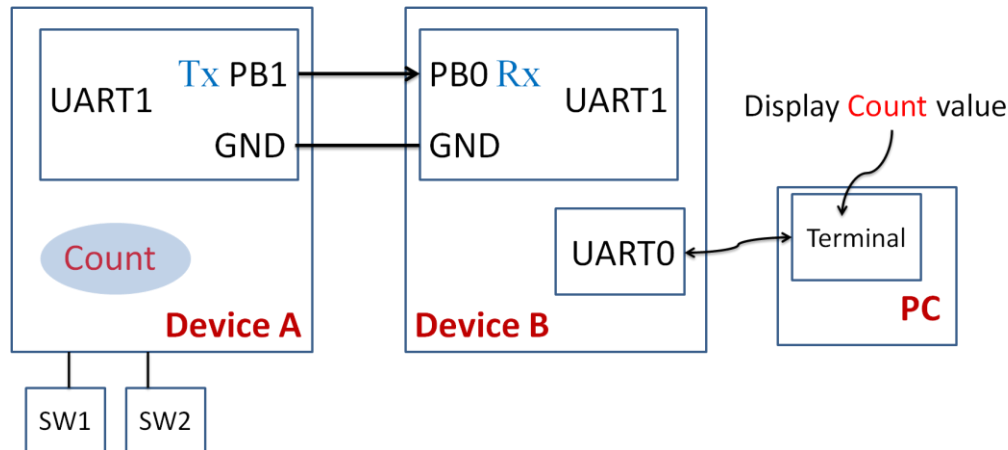 UART1
Tx PB1
GND
Count
Device A
SW1
SW2
PB0 Rx
UART1
GND
UART0
Device B
Display Count value
Terminal
PC